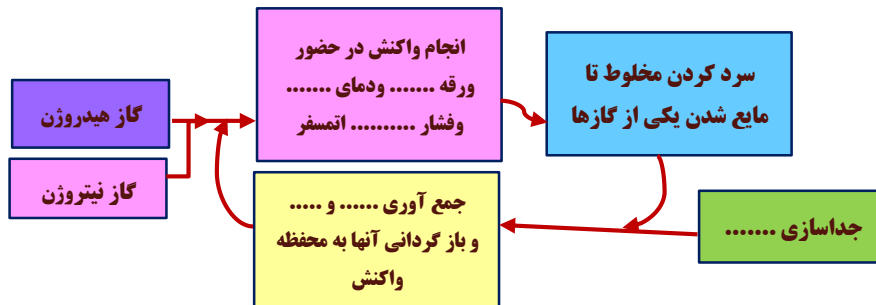 گاز هیدروژن
گاز نیتروژن
انجام واکنش در حضور
ورقه ....... ودمای .......
وفشار .......... اتمسفر
سرد کردن مخلوط تا
مایع شدن یکی از گازها
جداسازی .......
جمع آوری ...... و .....
و باز گردانی آنها به محفظه
واکنش